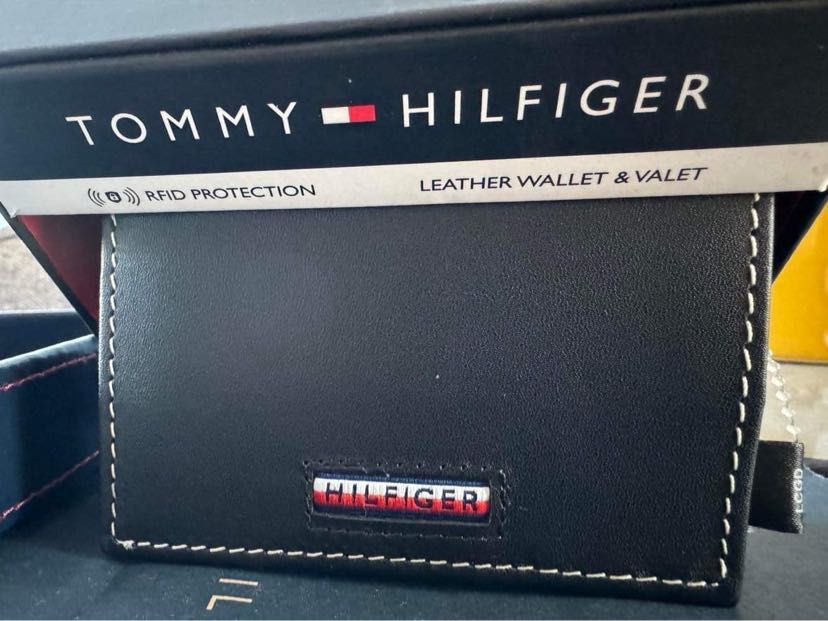 TOMMY HILFIGER
RFID PROTECTION
LEATHER WALLET & VALET
HILFIGER